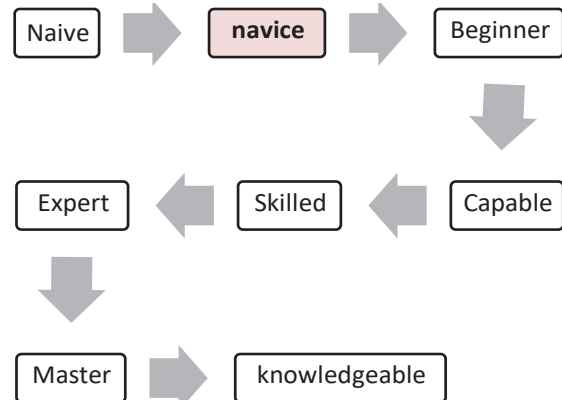 Naive
navice
Beginner
Capable
Skilled
Expert
Master
knowledgeable